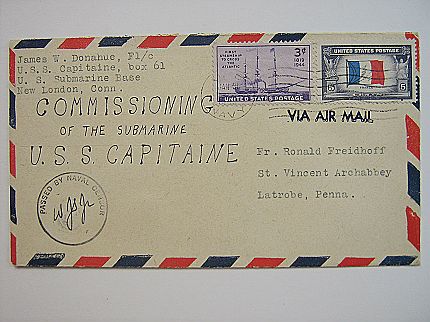 James W. Donahue, F1/c
U.S.S. Capitaine, box 61
U. S. Submarine Base
New London, Conn.
FIRST STEAMSHIP TO CROSS THE ATLANTIC
3¢
1819
1944
UNITED STATES POSTAGE
UNITED STATES POSTAGE
5
5
NAVY
VIA AIR MAIL
COMMISSIONING
OF THE SUBMARINE
U.S.S. CAPITAINE
Fr. Ronald Freidhoff
St. Vincent Archabbey
Latrobe, Penna.
PASSED BY NAVAL CENSOR